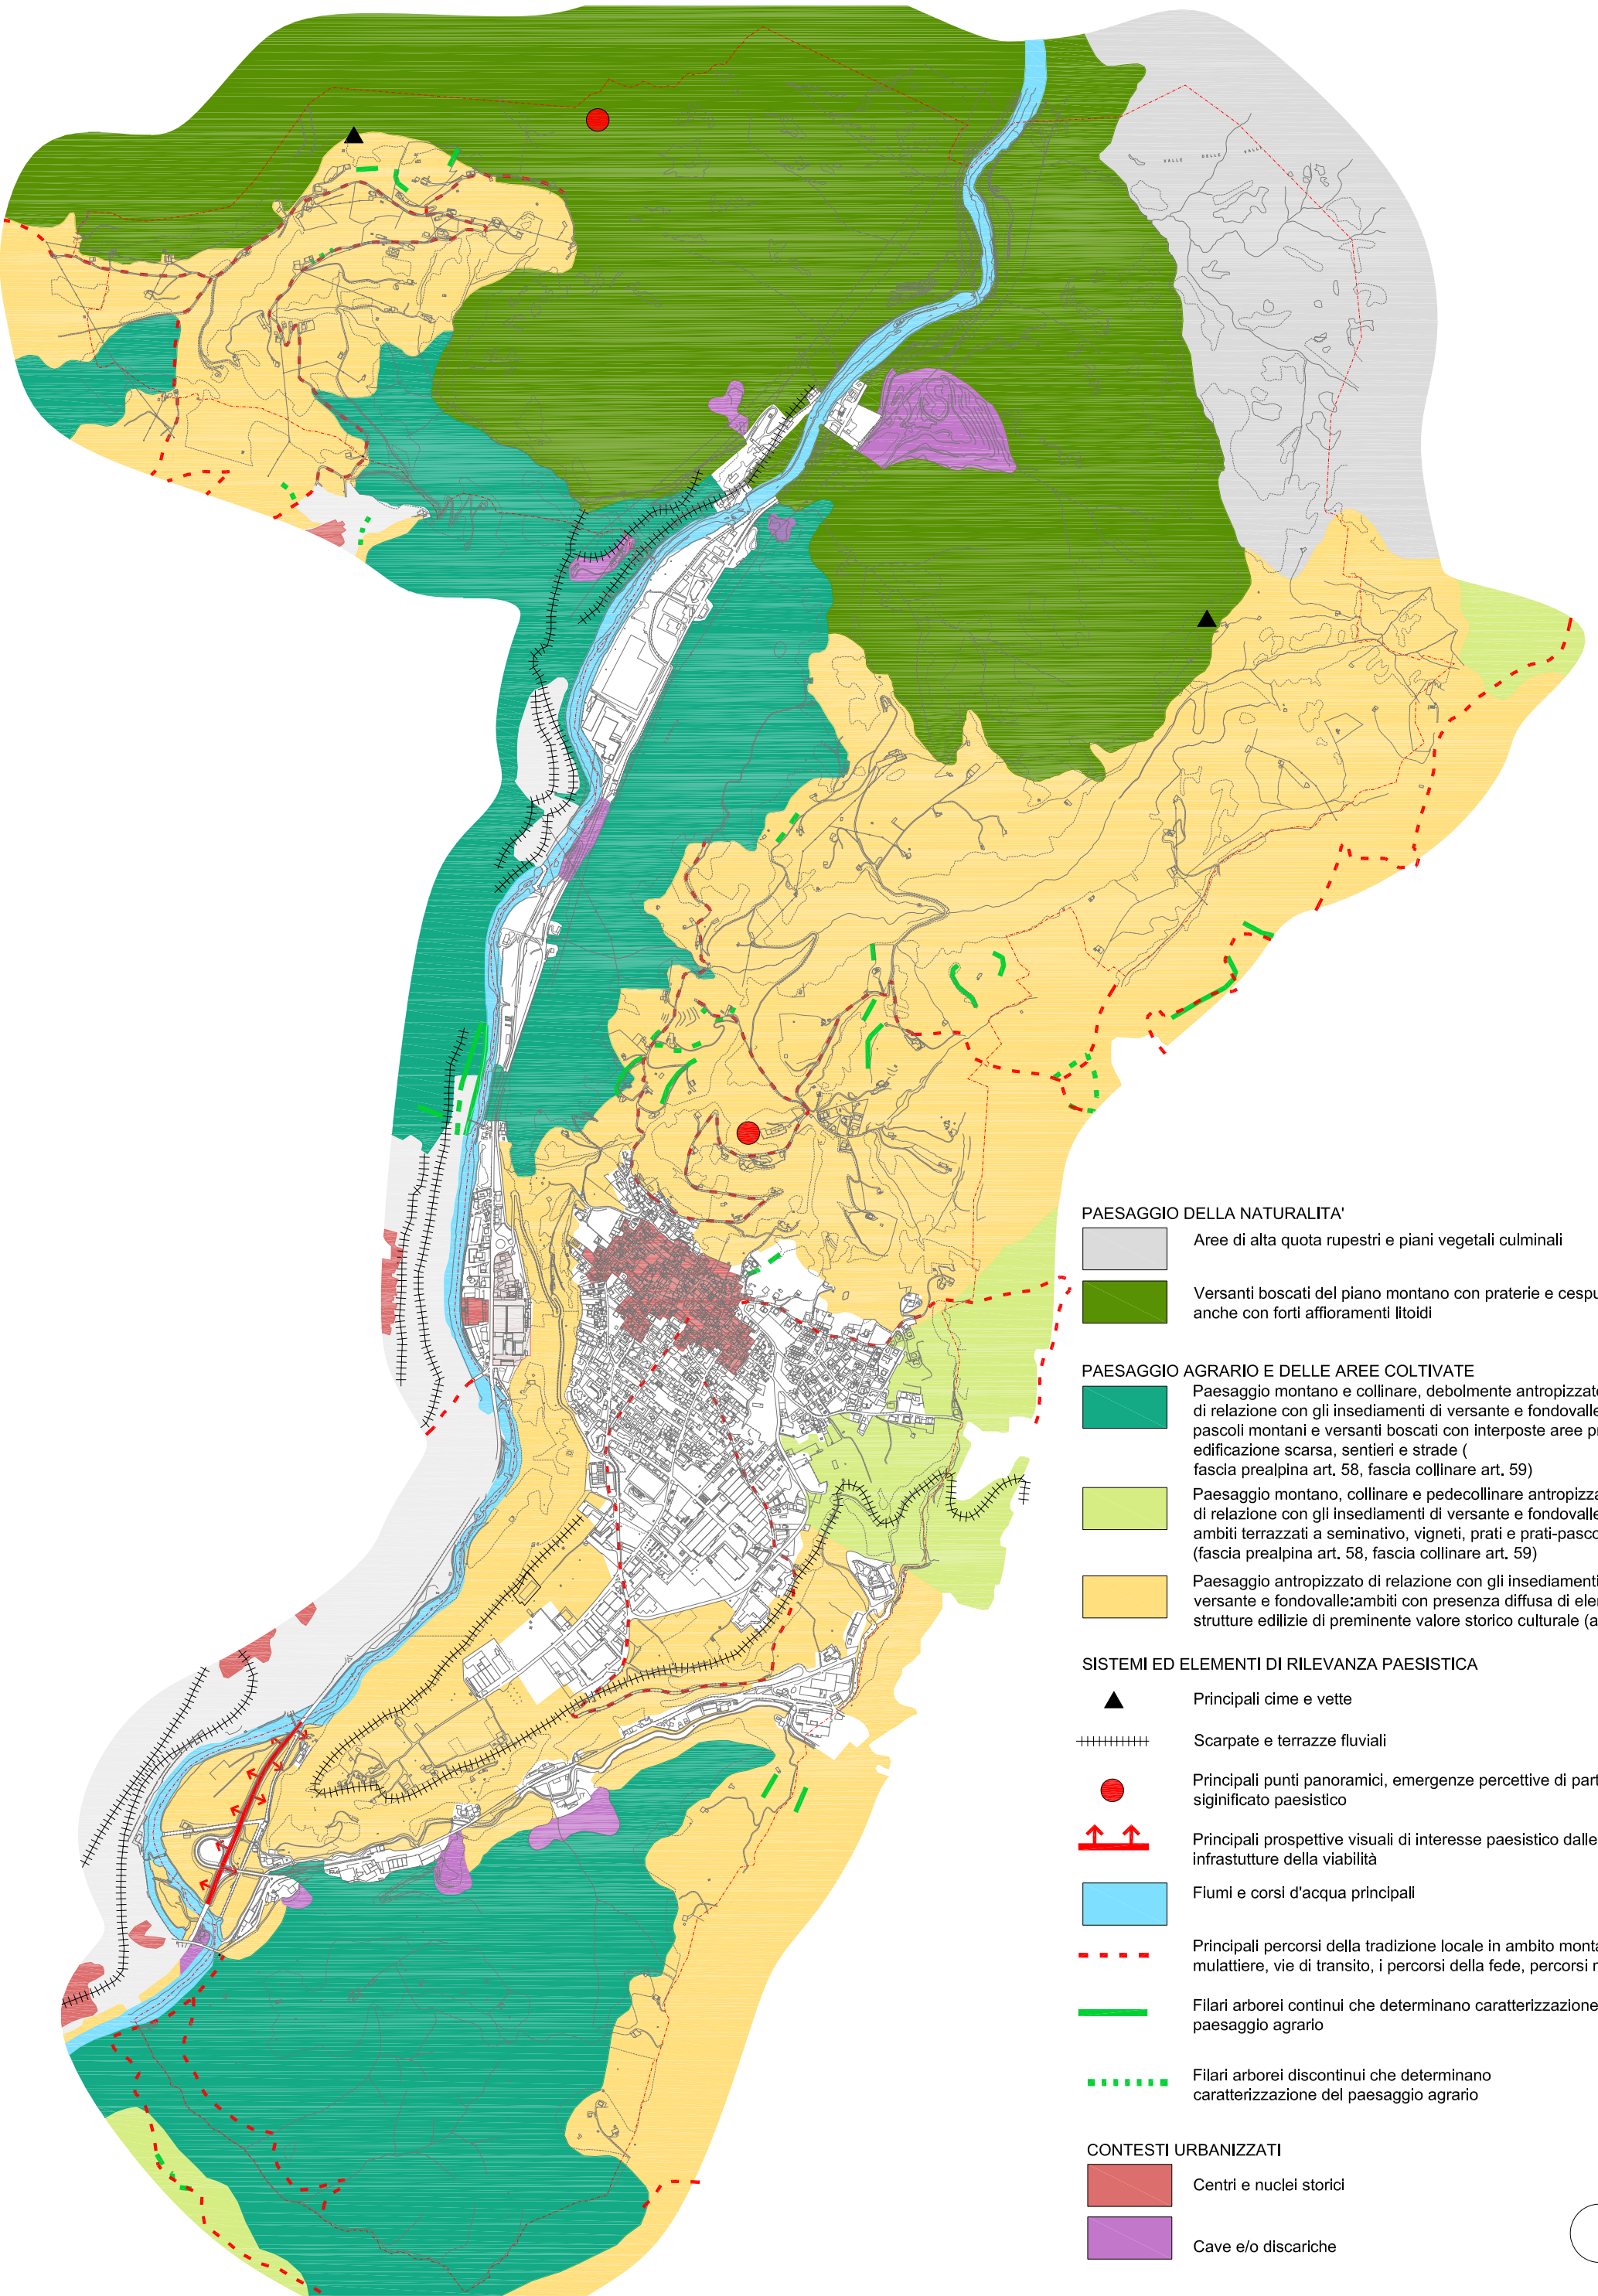 VALLE DELLE VALLI
PAESAGGIO DELLA NATURALITA'
Aree di alta quota rupestri e piani vegetali culminali
Versanti boscati del piano montano con praterie e cespu
anche con forti affioramenti litoidi
PAESAGGIO AGRARIO E DELLE AREE COLTIVATE
Paesaggio montano e collinare, debolmente antropizzato
di relazione con gli insediamenti di versante e fondovalle
pascoli montani e versanti boscati con interposte aree pr
edificazione scarsa, sentieri e strade (
fascia prealpina art. 58, fascia collinare art. 59)
Paesaggio montano, collinare e pedecollinare antropizza
di relazione con gli insediamenti di versante e fondovalle
ambiti terrazzati a seminativo, vigneti, prati e prati-pasco
(fascia prealpina art. 58, fascia collinare art. 59)
Paesaggio antropizzato di relazione con gli insediamenti
versante e fondovalle:ambiti con presenza diffusa di ele
strutture edilizie di preminente valore storico culturale (a
SISTEMI ED ELEMENTI DI RILEVANZA PAESISTICA
Principali cime e vette
Scarpate e terrazze fluviali
Principali punti panoramici, emergenze percettive di part
siginificato paesistico
Principali prospettive visuali di interesse paesistico dalle
infrastutture della viabilità
Fiumi e corsi d'acqua principali
Principali percorsi della tradizione locale in ambito monta
mulattiere, vie di transito, i percorsi della fede, percorsi r
Filari arborei continui che determinano caratterizzazione
paesaggio agrario
Filari arborei discontinui che determinano
caratterizzazione del paesaggio agrario
CONTESTI URBANIZZATI
Centri e nuclei storici
Cave e/o discariche